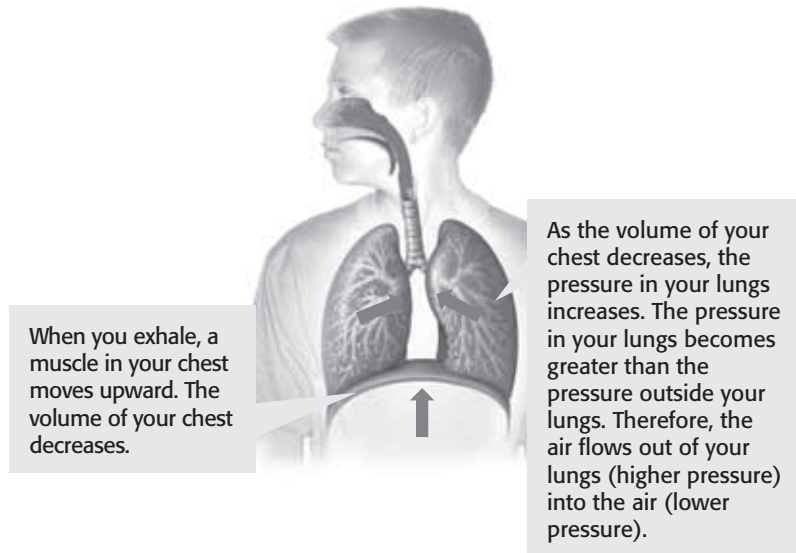 When you exhale, a
muscle in your chest
moves upward. The
volume of your chest
decreases.
As the volume of your
chest decreases, the
pressure in your lungs
increases. The pressure
in your lungs becomes
greater than the
pressure outside your
lungs. Therefore, the
air flows out of your
lungs (higher pressure)
into the air (lower
pressure).